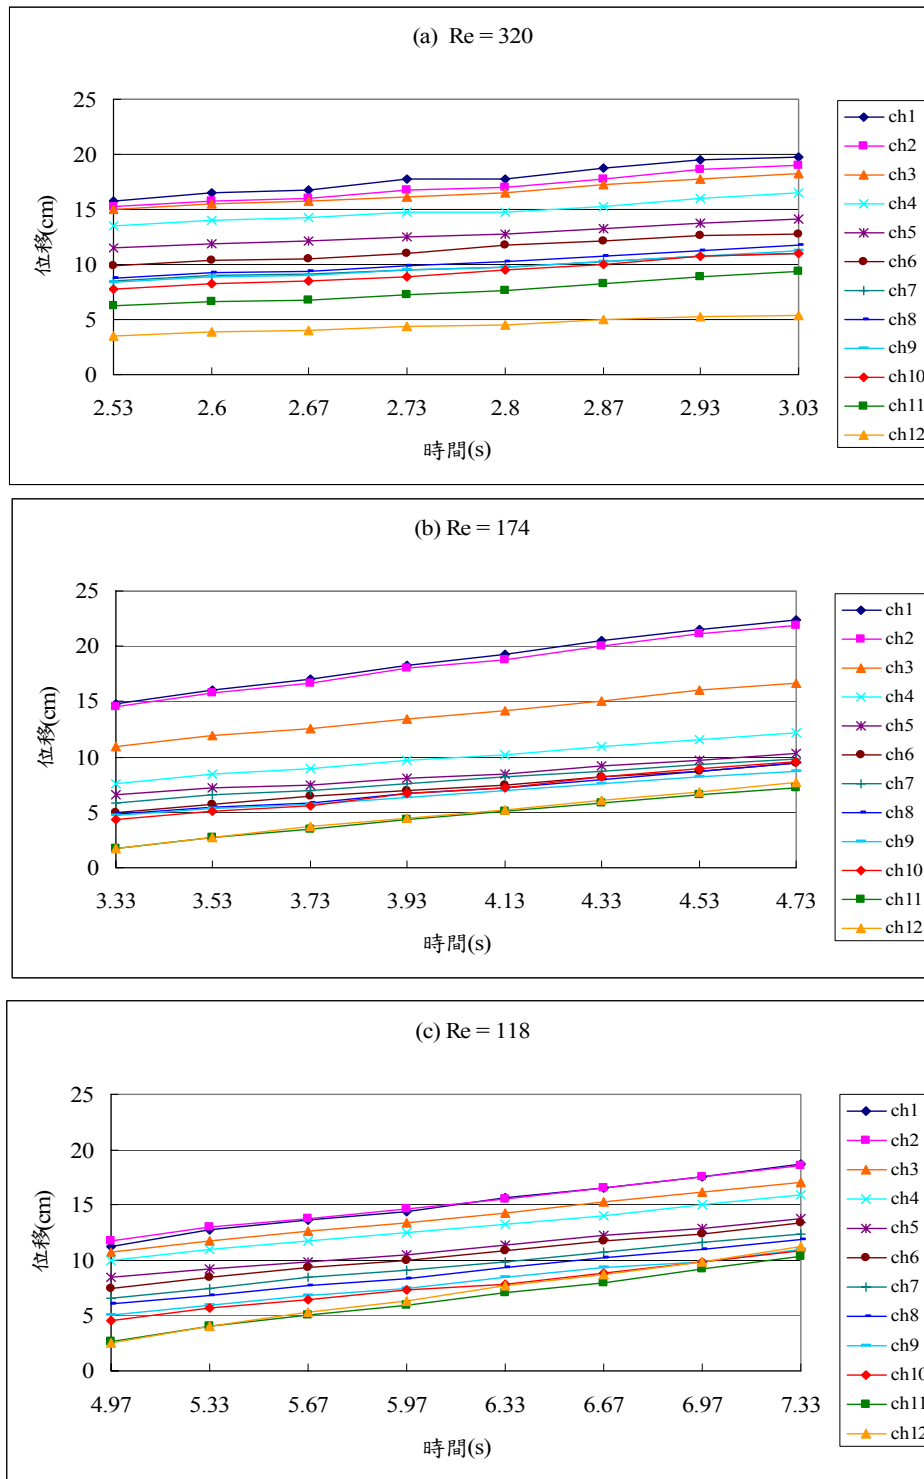 (a) Re = 320
25
20
15
10
5
0
位移(cm)
2.53 2.6 2.67 2.73 2.8 2.87 2.93 3.03
時間(s)
ch1
ch2
ch3
ch4
ch5
ch6
ch7
ch8
ch9
ch10
ch11
ch12
(b) Re = 174
25
20
15
10
5
0
位移(cm)
3.33 3.53 3.73 3.93 4.13 4.33 4.53 4.73
時間(s)
ch1
ch2
ch3
ch4
ch5
ch6
ch7
ch8
ch9
ch10
ch11
ch12
(c) Re = 118
25
20
15
10
5
0
位移(cm)
4.97 5.33 5.67 5.97 6.33 6.67 6.97 7.33
時間(s)
ch1
ch2
ch3
ch4
ch5
ch6
ch7
ch8
ch9
ch10
ch11
ch12